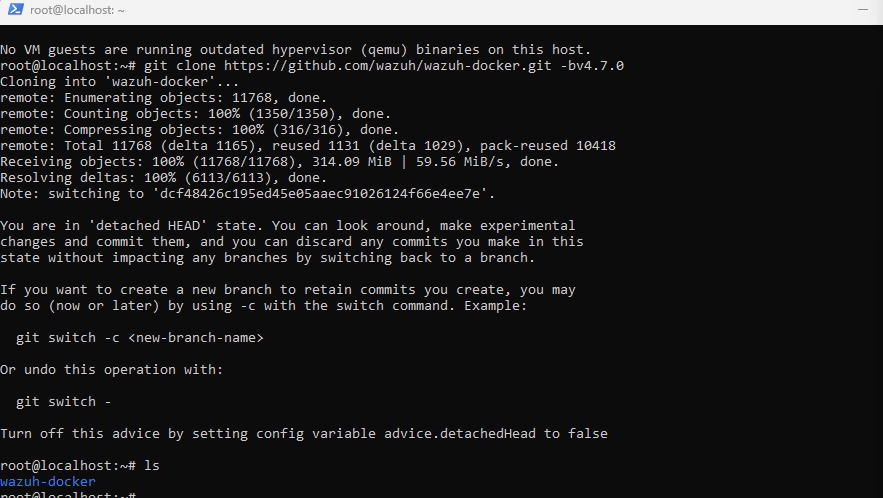 root@localhost: ~
No VM guests are running outdated hypervisor (qemu) binaries on this host.
root@localhost:~# git clone https://github.com/wazuh/wazuh-docker.git -bv4.7.0
Cloning into 'wazuh-docker'...
remote: Enumerating objects: 11768, done.
remote: Counting objects: 100% (1350/1350), done.
remote: Compressing objects: 100% (316/316), done.
remote: Total 11768 (delta 1165), reused 1131 (delta 1029), pack-reused 10418
Receiving objects: 100% (11768/11768), 314.09 MiB | 59.56 MiB/s, done.
Resolving deltas: 100% (6113/6113), done.
Note: switching to 'dcf48426c195ed45e05aaec91026124f66e4ee7e'.
You are in 'detached HEAD' state. You can look around, make experimental
changes and commit them, and you can discard any commits you make in this
state without impacting any branches by switching back to a branch.
If you want to create a new branch to retain commits you create, you may
do so (now or later) by using -c with the switch command. Example:
git switch -c <new-branch-name>
Or undo this operation with:
git switch -
Turn off this advice by setting config variable advice.detachedHead to false
root@localhost:~# ls
wazuh-docker
root@localhost:~#